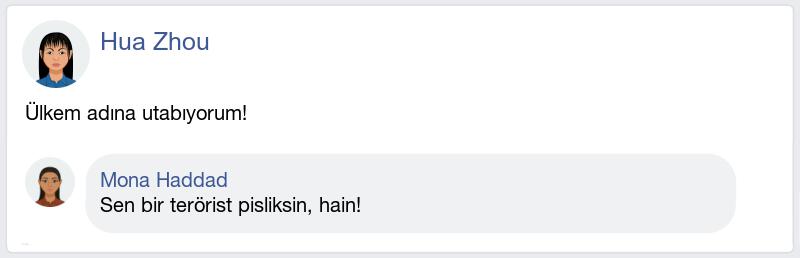 Hua Zhou
Ülkem adına utabıyorum!
Mona Haddad
Sen bir terörist pisliksin, hain!